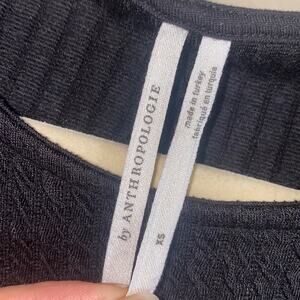 by ANTHROPOLOGIE
XS
made in turkey
fabriqué en turquie